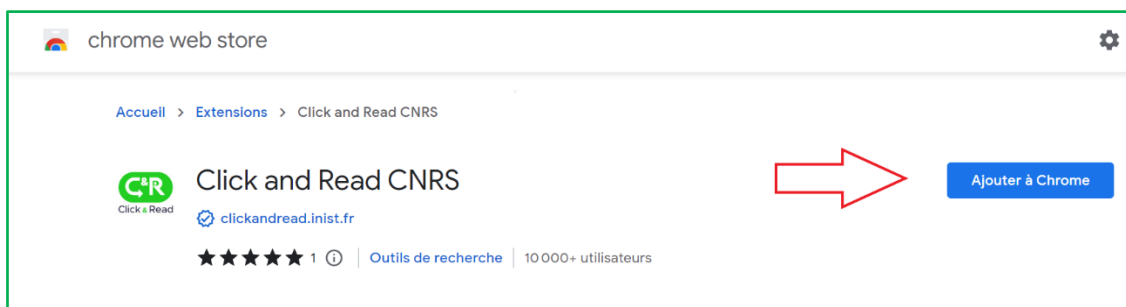 chrome web store
Accueil > Extensions > Click and Read CNRS
C&R
Click & Read
Click and Read CNRS
clickandread.inist.fr
1 | Outils de recherche | 10 000+ utilisateurs
Ajouter à Chrome